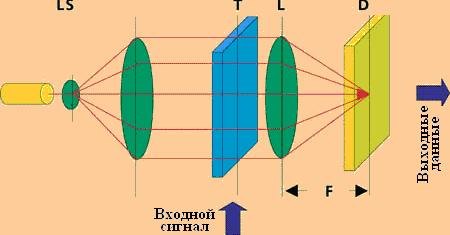 LS T L D
F
Входной
сигнал
Выходные
данные